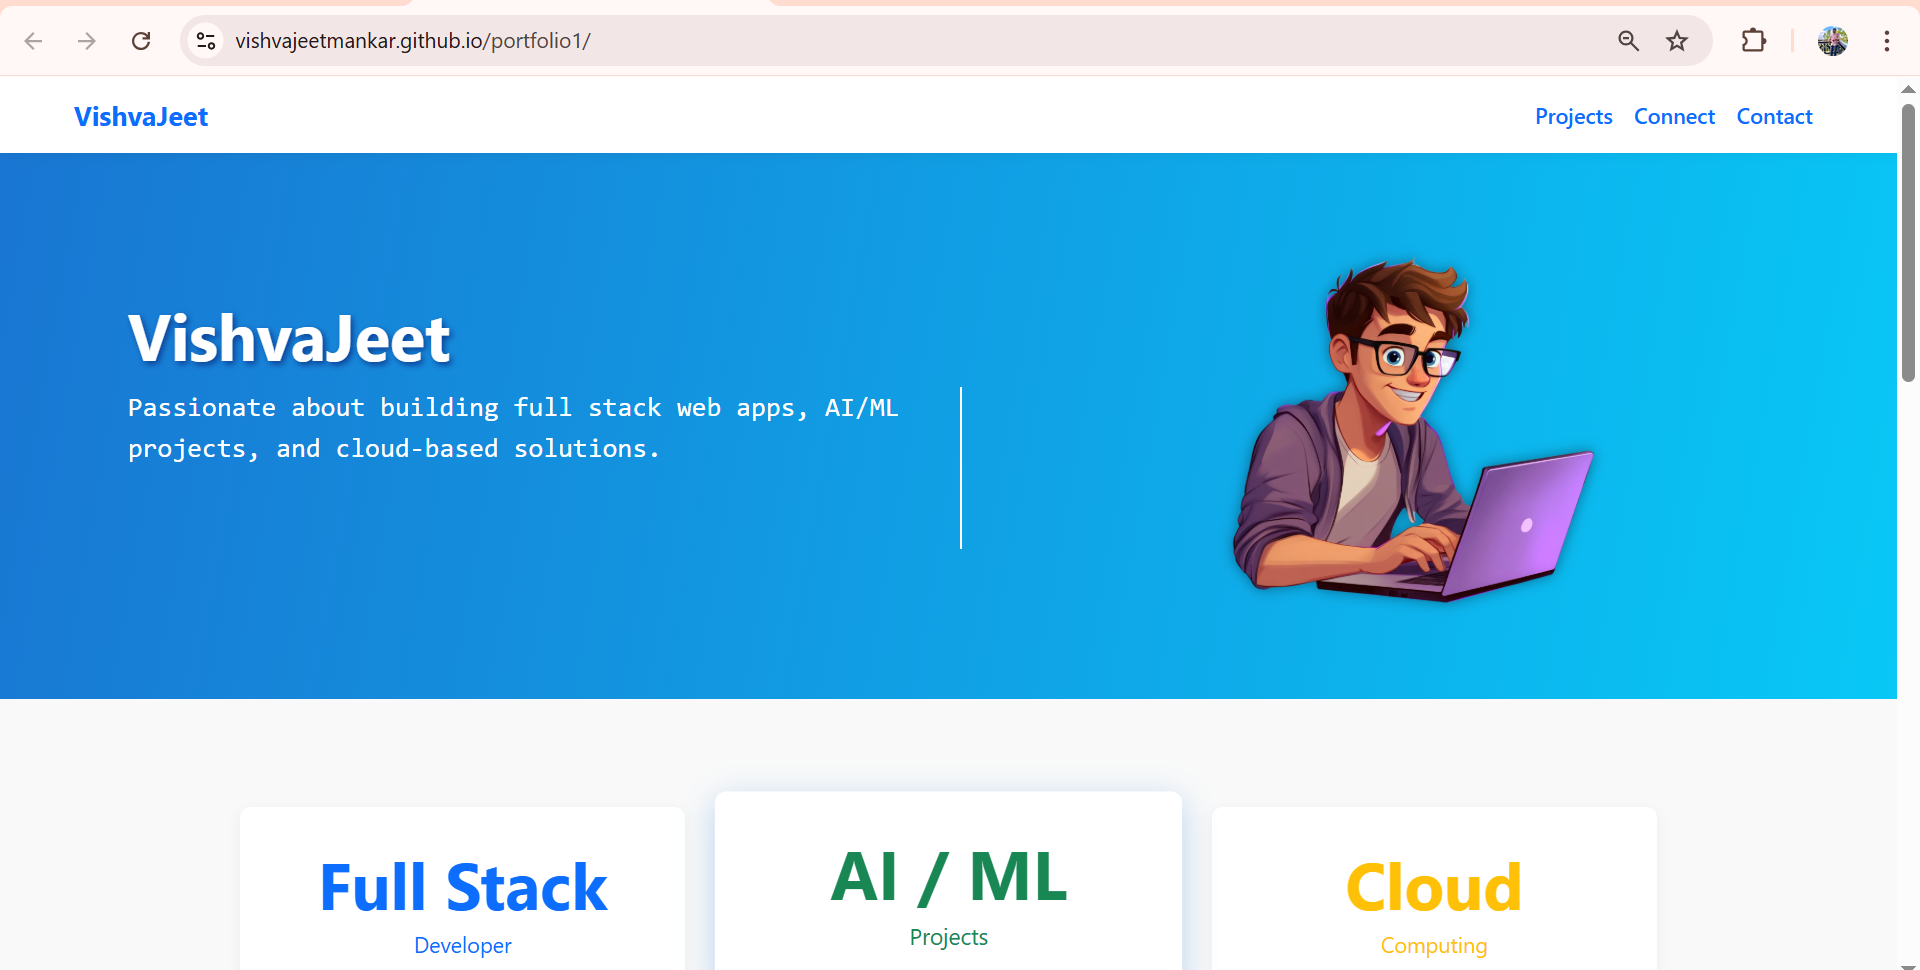 vishvajeetmankar.github.io/portfolio1/
VishvaJeet
Projects Connect Contact
VishvaJeet
Passionate about building full stack web apps, AI/ML
projects, and cloud-based solutions.
Full Stack
Developer
AI / ML
Projects
Cloud
Computing